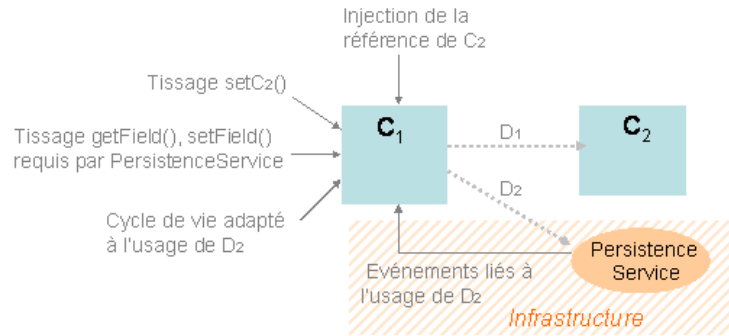 Injection de la
référence de C2
Tissage setC2()
Tissage getField(), setField()
requis par PersistenceService
Cycle de vie adapté
à l'usage de D2
C1
D1
C2
D2
Evénements liés à
l'usage de D2
Persistence
Service
Infrastructure